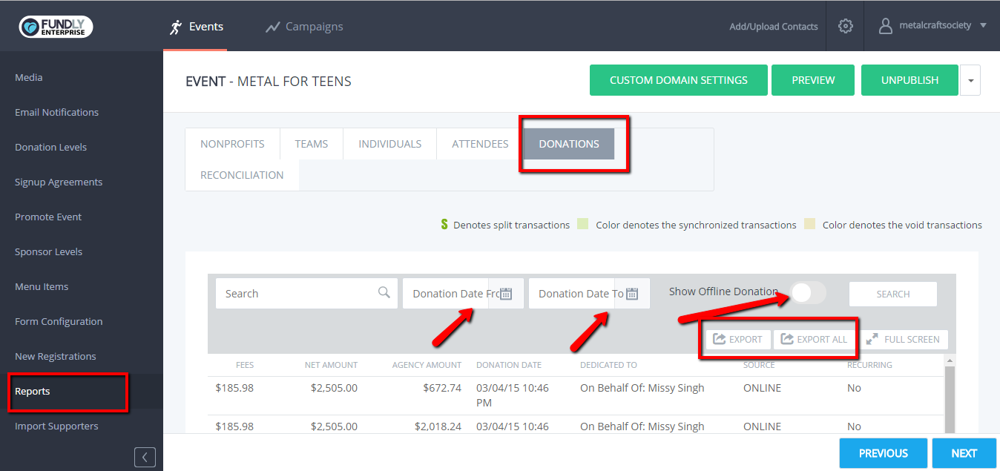 FUNDLY
ENTERPRISE
Events
Campaigns
Add/Upload Contacts
metalcraftsociety
Media
Email Notifications
Donation Levels
Signup Agreements
Promote Event
Sponsor Levels
Menu Items
Form Configuration
New Registrations
Reports
Import Supporters
EVENT - METAL FOR TEENS
CUSTOM DOMAIN SETTINGS
PREVIEW
UNPUBLISH
NONPROFITS
TEAMS
INDIVIDUALS
ATTENDEES
DONATIONS
RECONCILIATION
S Denotes split transactions
Color denotes the synchronized transactions
Color denotes the void transactions
Search
Donation Date Fro
Donation Date To
Show Offline Donation
SEARCH
EXPORT
EXPORT ALL
FULL SCREEN
FEES NET AMOUNT AGENCY AMOUNT DONATION DATE DEDICATED TO SOURCE RECURRING
$185.98 $2,505.00 $672.74 03/04/15 10:46 On Behalf Of: Missy Singh ONLINE No
PM
$185.98 $2,505.00 $2,018.24 03/04/15 10:46 On Behalf Of: Missy Singh ONLINE No
PREVIOUS
NEXT